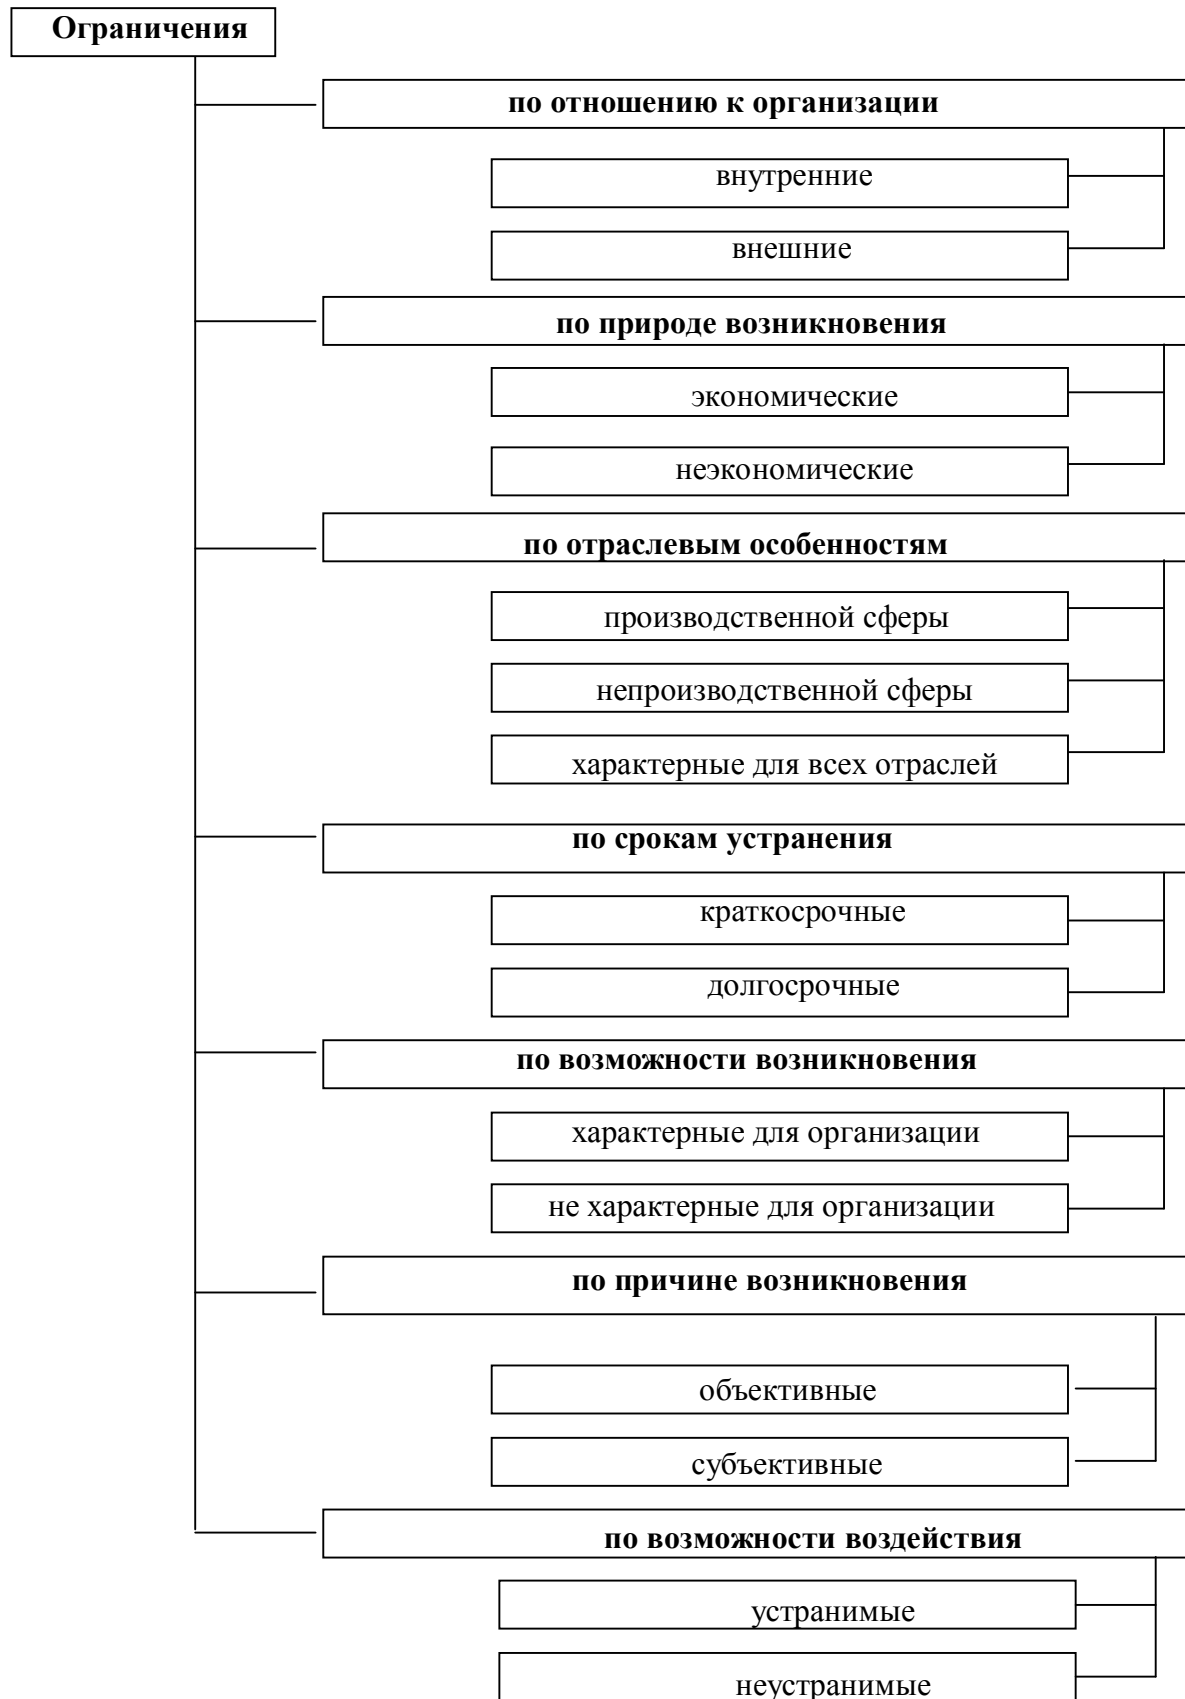 Ограничения
по отношению к организации
внутренние
внешние
по природе возникновения
экономические
неэкономические
по отраслевым особенностям
производственной сферы
непроизводственной сферы
характерные для всех отраслей
по срокам устранения
краткосрочные
долгосрочные
по возможности возникновения
характерные для организации
не характерные для организации
по причине возникновения
объективные
субъективные
по возможности воздействия
устранимые
неустранимые